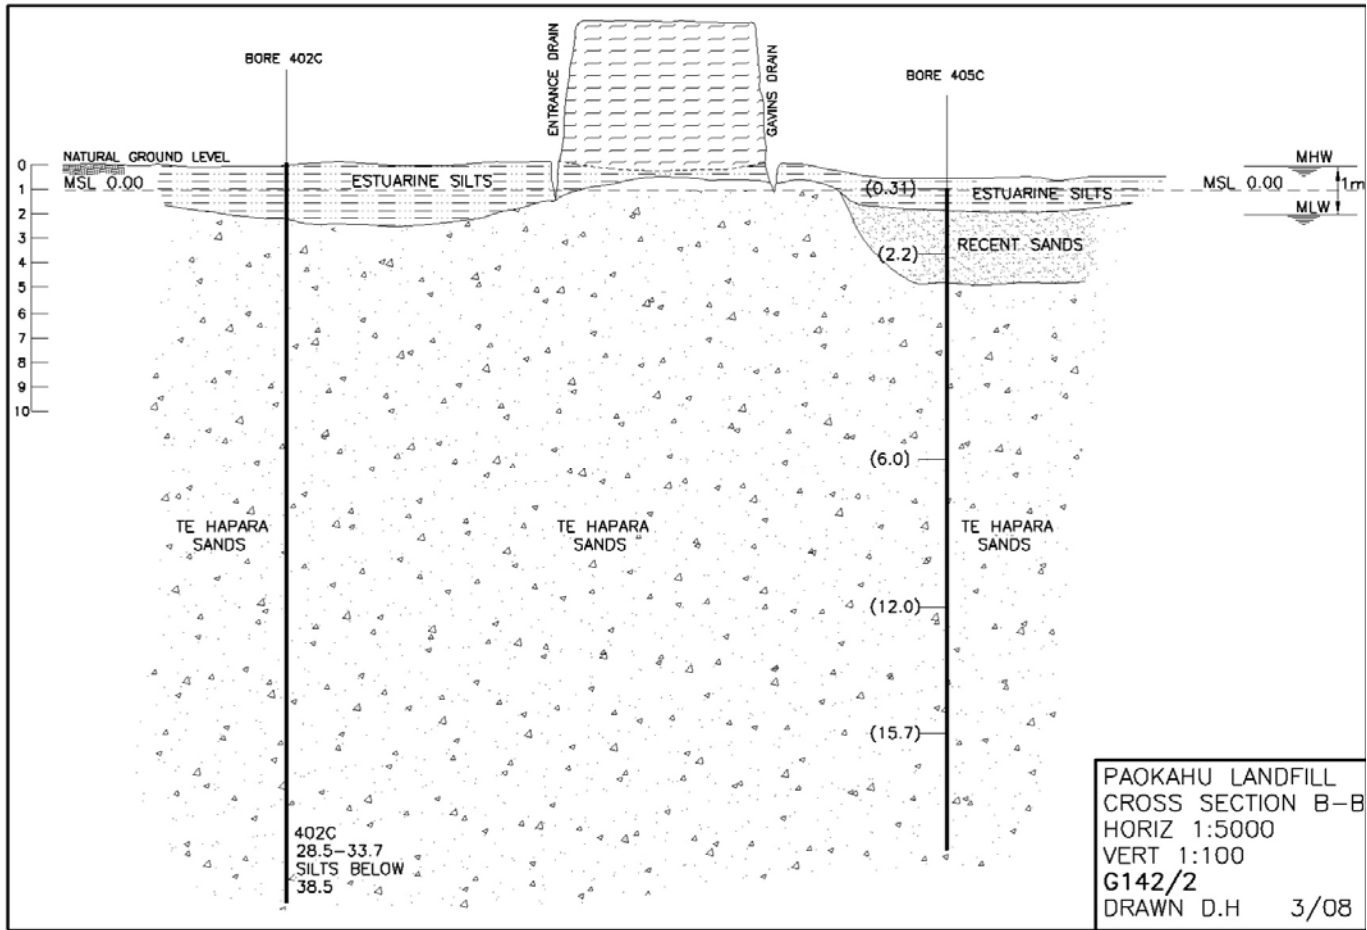 BORE 402C
ENTRANCE DRAIN
GAVINS DRAIN
BORE 405C
0
1
2
3
4
5
6
7
8
9
10
NATURAL GROUND LEVEL
MSL 0.00
ESTUARINE SILTS
(0.31)
ESTUARINE SILTS
MSL 0.00
MHW
1m
MLW
RECENT SANDS
(2.2)
(6.0)
TE HAPARA
SANDS
TE HAPARA
SANDS
TE HAPARA
SANDS
(12.0)
(15.7)
402C
28.5-33.7
SILTS BELOW
38.5
PAOKAHU LANDFILL
CROSS SECTION B-B
HORIZ 1:5000
VERT 1:100
G142/2
DRAWN D.H 3/08